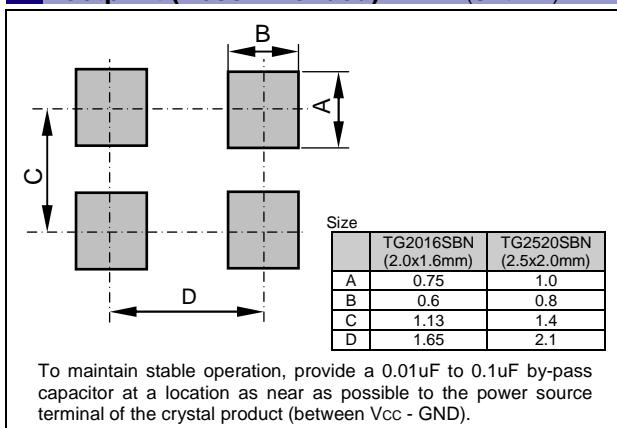 B
A
C
D
Size
TG2016SBN TG2520SBN
(2.0x1.6mm) (2.5x2.0mm)
A 0.75 1.0
B 0.6 0.8
C 1.13 1.4
D 1.65 2.1
To maintain stable operation, provide a 0.01uF to 0.1uF by-pass
capacitor at a location as near as possible to the power source
terminal of the crystal product (between Vcc - GND).